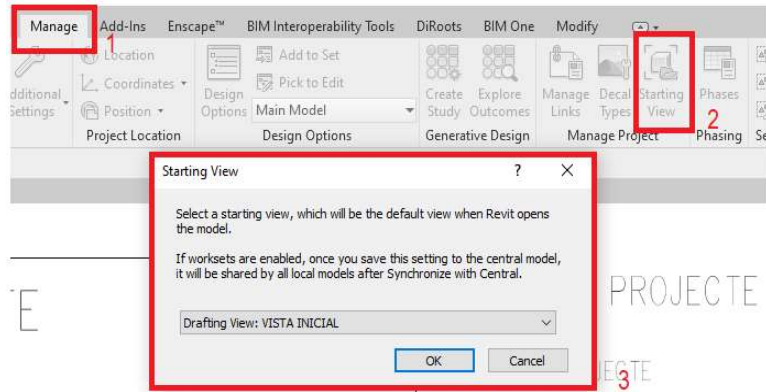 Manage Add-Ins Enscape™ BIM Interoperability Tools DiRoots BIM One Modify
1
Location
Coordinates
Position
Project Location
Settings
Design
Options
Add to Set
Pick to Edit
Main Model
Design Options
Create
Study
Explore
Outcomes
Generative Design
Manage
Links
Decal
Types
Starting
View
Manage Project
Phases
2
Phasing
Starting View ? X
Select a starting view, which will be the default view when Revit opens
the model.
If worksets are enabled, once you save this setting to the central model,
it will be shared by all local models after Synchronize with Central.
Drafting View: VISTA INICIAL
OK Cancel
PROJECTE
3